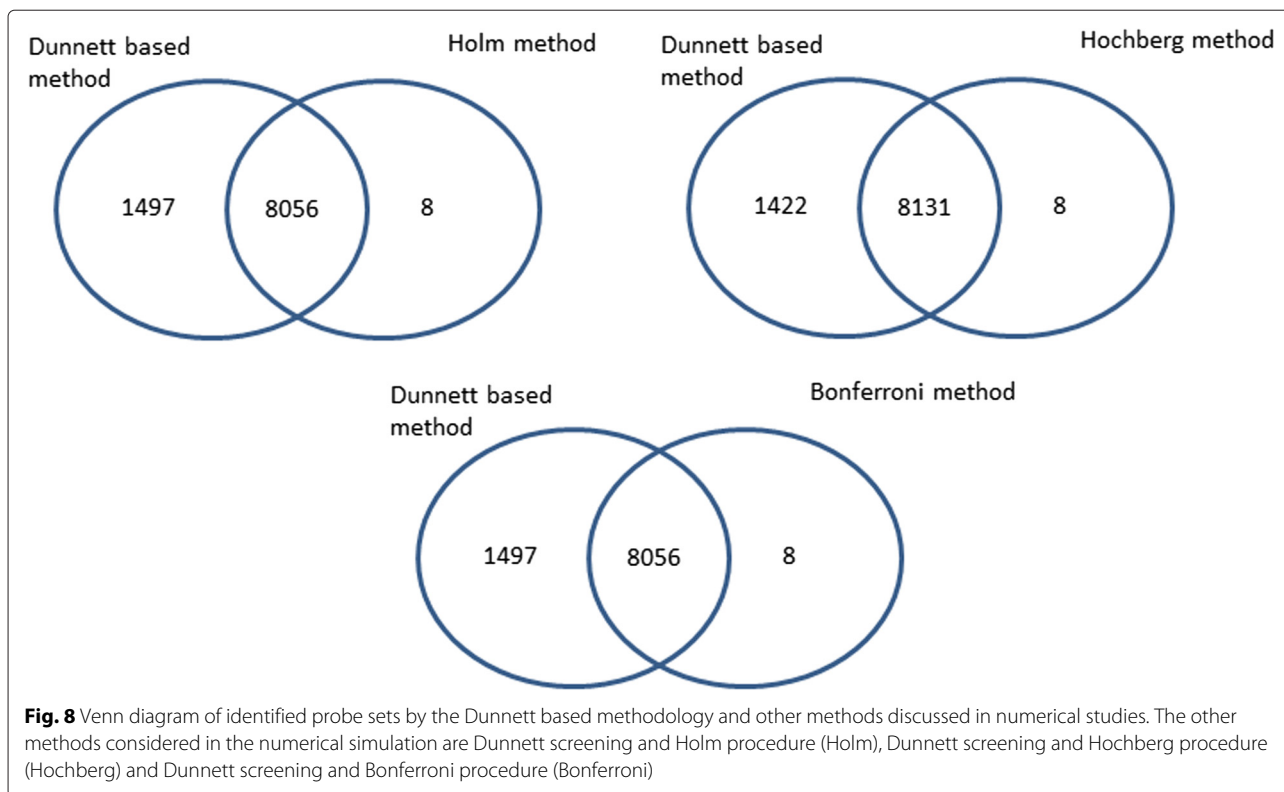 Dunnett based
method
Holm method
1497
8056
8
Dunnett based
method
Hochberg method
1422
8131
8
Dunnett based
method
Bonferroni method
1497
8056
8
Fig. 8 Venn diagram of identified probe sets by the Dunnett based methodology and other methods discussed in numerical studies. The other
methods considered in the numerical simulation are Dunnett screening and Holm procedure (Holm), Dunnett screening and Hochberg procedure
(Hochberg) and Dunnett screening and Bonferroni procedure (Bonferroni)